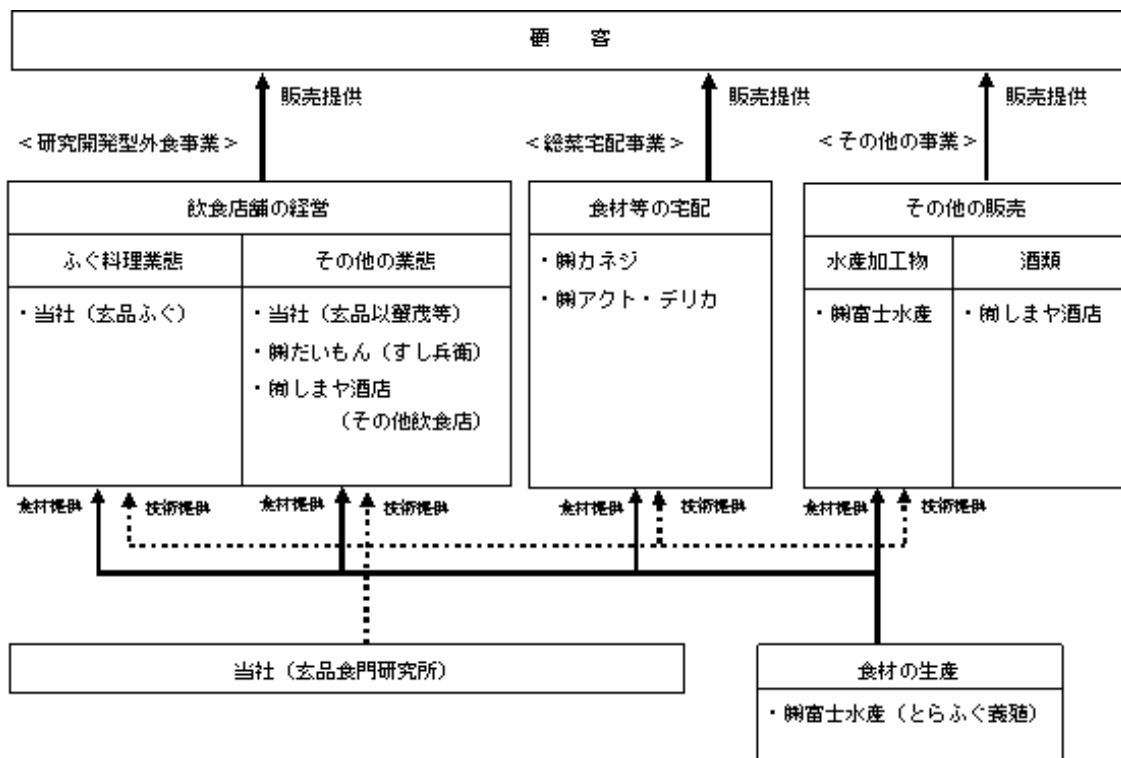 顧 客
販売提供
販売提供
販売提供
<研究開発型外食事業>
<総菜宅配事業>
<その他の事業>
飲食店舗の経営
食材等の宅配
その他の販売
ふぐ料理業態
その他の業態
水産加工物
酒類
・当社(玄品ふぐ)
・当社(玄品以蟹茂等)
・㈱だいもん(すし兵衛)
・㈲しまヤ酒店
(その他飲食店)
・㈱カネジ
・㈱アクト・デリカ
・㈱富士水産
・㈲しまヤ酒店
食材提供
技術提供
食材提供
技術提供
食材提供
技術提供
食材提供
技術提供
当社(玄品食門研究所)
食材の生産
・㈱富士水産(とらふぐ養殖)